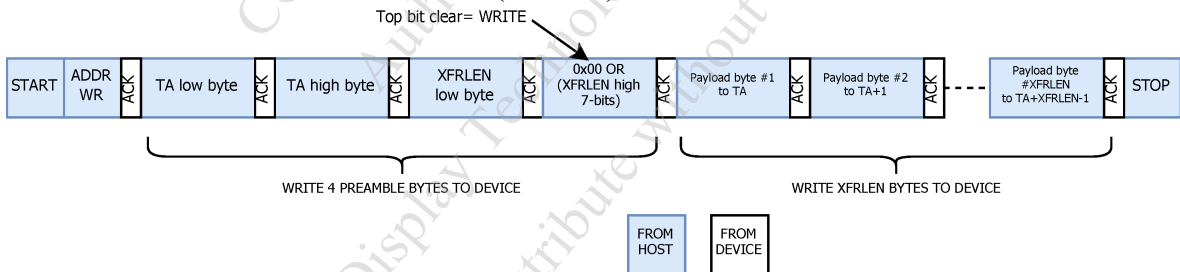 Top bit clear= WRITE
START
ADDR
WR
ACK
TA low byte
ACK
TA high byte
ACK
XFRLEN
low byte
ACK
0x00 OR
(XFRLEN high
7-bits)
ACK
Payload byte #1
to TA
ACK
Payload byte #2
to TA+1
ACK
Payload byte
#XFRLEN
to TA+XFRLEN-1
ACK
STOP
WRITE 4 PREAMBLE BYTES TO DEVICE
WRITE XFRLEN BYTES TO DEVICE
FROM
HOST
FROM
DEVICE
Display
without